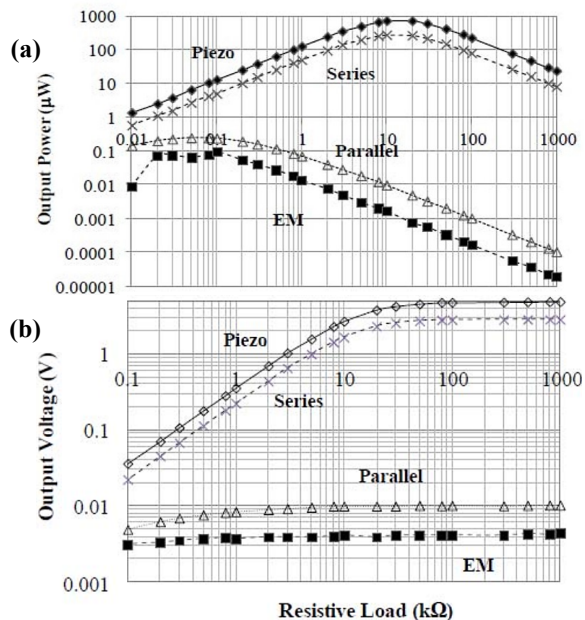 (a)
Output Power (μW)
1000
100
10
1
0.1
0.01
0.001
0.0001
0.00001
0.01
0.1
1
10
100
1000
Piezo
Series
Parallel
EM
(b)
Output Voltage (V)
1
0.1
0.01
0.001
0.1
1
10
100
1000
Piezo
Series
Parallel
EM
Resistive Load (kΩ)